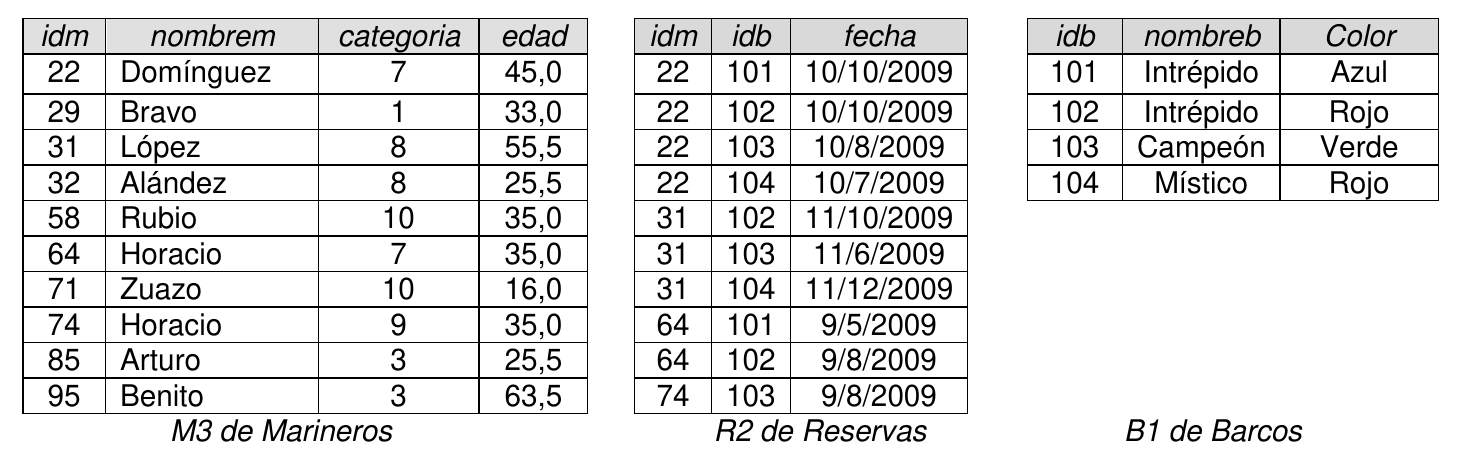 idm nombrem categoria edad idm idb fecha idb nombreb Color
22 Domínguez 7 45,0 22 101 10/10/2009 101 Intrépido Azul
29 Bravo 1 33,0 22 102 10/10/2009 102 Intrépido Rojo
31 López 8 55,5 22 103 10/8/2009 103 Campeón Verde
32 Alández 8 25,5 22 104 10/7/2009 104 Místico Rojo
58 Rubio 10 35,0 31 102 11/10/2009
64 Horacio 7 35,0 31 103 11/6/2009
71 Zuazo 10 16,0 31 104 11/12/2009
74 Horacio 9 35,0 64 101 9/5/2009
85 Arturo 3 25,5 64 102 9/8/2009
95 Benito 3 63,5 74 103 9/8/2009
M3 de Marineros R2 de Reservas B1 de Barcos